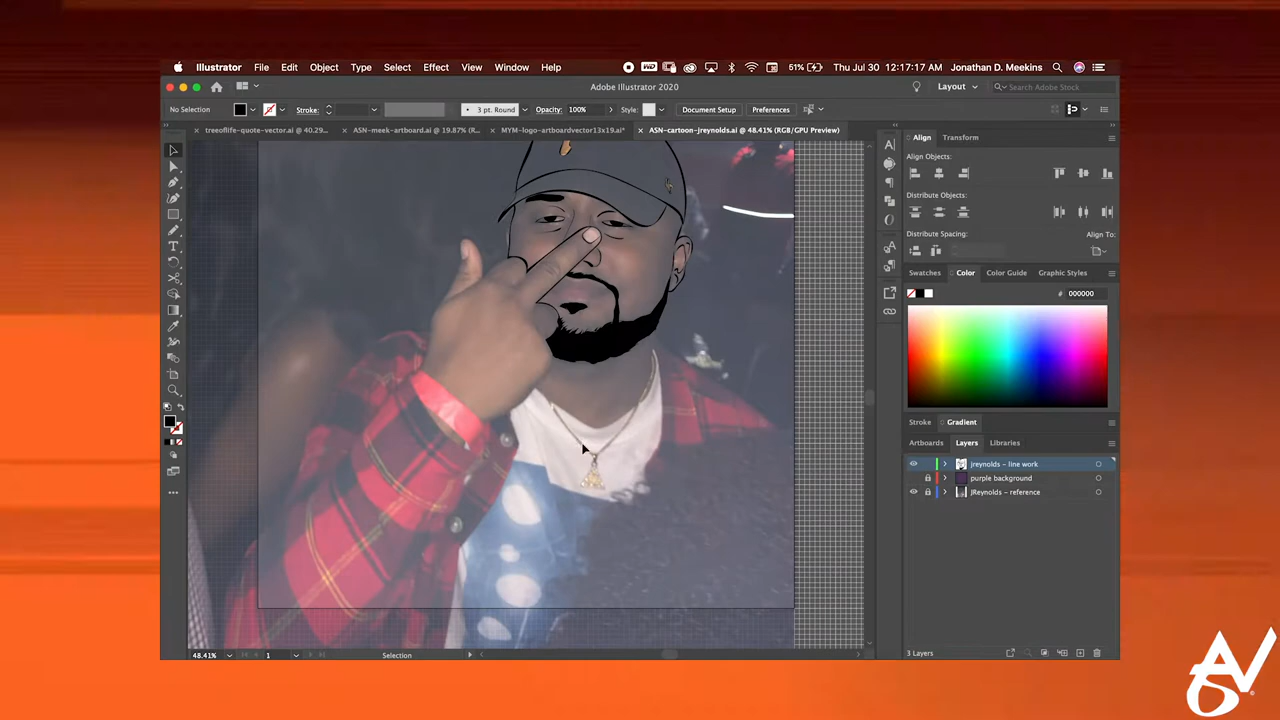 Illustrator File Edit Object Type Select Effect View Window Help 51% Thu Jul 30 12:17:17 AM Jonathan D. Meekins
Adobe Illustrator 2020 Layout Search Adobe Stock
No Selection Stroke: 3 pt. Round Opacity: 100% Style: Document Setup Preferences
treeoflife-quote-vector.ai @ 40.29... ASN-meek-artboard.ai @ 19.87% (R... MYM-logo-artboardvector13x19.ai* ASN-cartoon-jreynolds.ai @ 48.41% (RGB/GPU Preview)
Align Transform
Align Objects:
Distribute Objects:
Distribute Spacing: Align To:
Swatches Color Color Guide Graphic Styles
# 000000
Stroke Gradient
Artboards Layers Libraries
jreynolds - line work
purple background
JReynolds - reference
48.41% 1 Selection
3 Layers